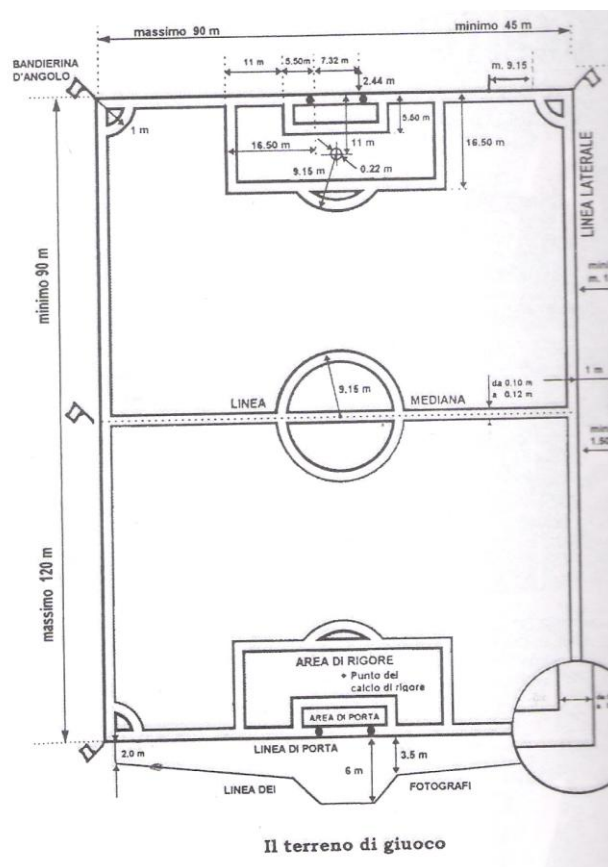 massimo 90 m
minimo 45 m
BANDIERINA
D'ANGOLO
11 m
5.50m
7.32 m
2.44 m
m. 9.15
1 m
5.50 m
11 m
16.50 m
16.50 m
0.22 m
9.15 m
LINEA LATERALE
minimo 90 m
m. 1
9.15 m
LINEA
MEDIANA
da 0.10 m
a 0.12 m
1 m
1.50
massimo 120 m
AREA DI RIGORE
Punto del
calcio di rigore
AREA DI PORTA
LINEA DI PORTA
2.0 m
3.5 m
6 m
LINEA DEI
FOTOGRAFI
Il terreno di giuoco